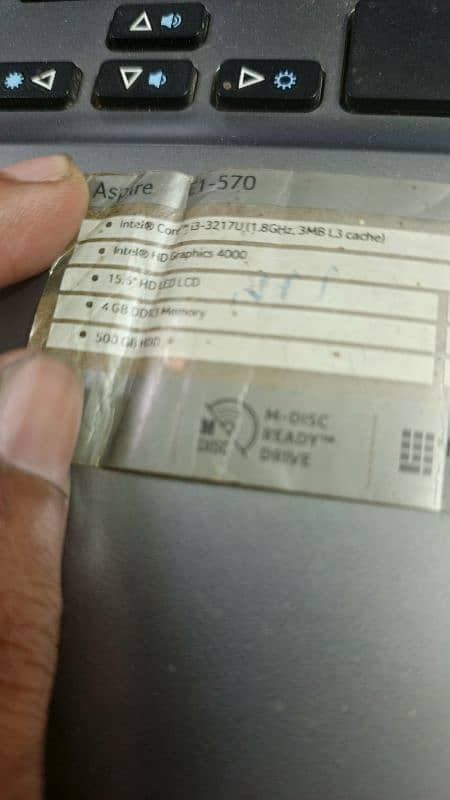 Aspire E1-570
• Intel® Core™ i3-3217U (1.8GHz, 3MB L3 cache)
• Intel® HD Graphics 4000
• 15.6" HD LED LCD
• 4 GB DDR3 Memory
• 500 GB HDD
M DISC
M-DISC
READY™
DRIVE